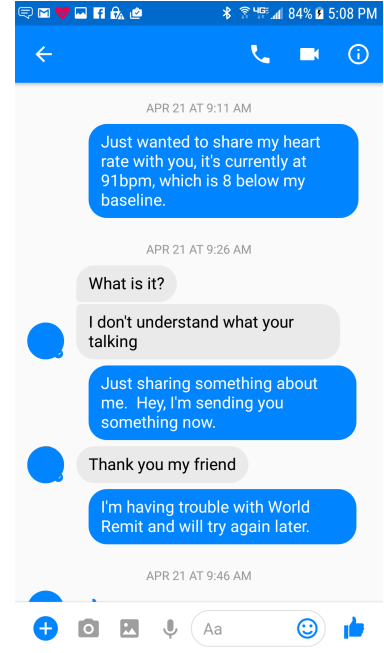 84% 5:08 PM
APR 21 AT 9:11 AM
Just wanted to share my heart
rate with you, it's currently at
91bpm, which is 8 below my
baseline.
APR 21 AT 9:26 AM
What is it?
I don't understand what your
talking
Just sharing something about
me.  Hey, I'm sending you
something now.
Thank you my friend
I'm having trouble with World
Remit and will try again later.
APR 21 AT 9:46 AM
Aa